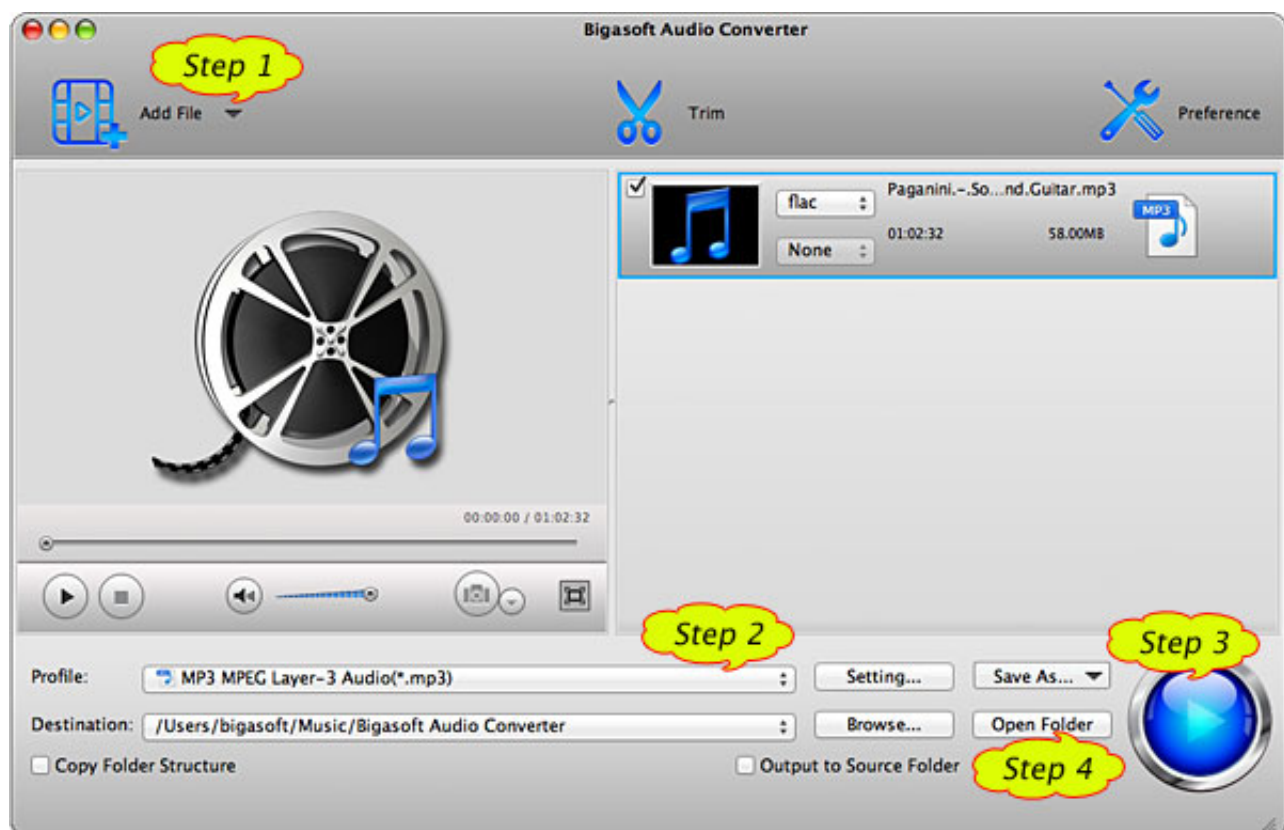 Bigasoft Audio Converter
Step 1
Add File
Trim
Preference
flac
Paganini.-.So...nd.Guitar.mp3
MP3
None
01:02:32
58.00MB
00:00:00 / 01:02:32
Step 2
Step 3
Profile:
MP3 MPEG Layer-3 Audio(*.mp3)
Setting...
Save As...
Destination:
/Users/bigasoft/Music/Bigasoft Audio Converter
Browse...
Open Folder
Copy Folder Structure
Output to Source Folder
Step 4